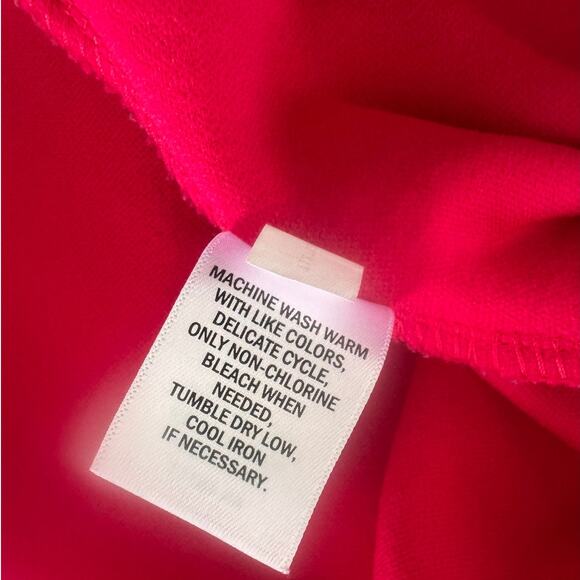 MACHINE WASH WARM
WITH LIKE COLORS,
DELICATE CYCLE,
ONLY NON-CHLORINE
BLEACH WHEN
NEEDED,
TUMBLE DRY LOW,
COOL IRON
IF NECESSARY.